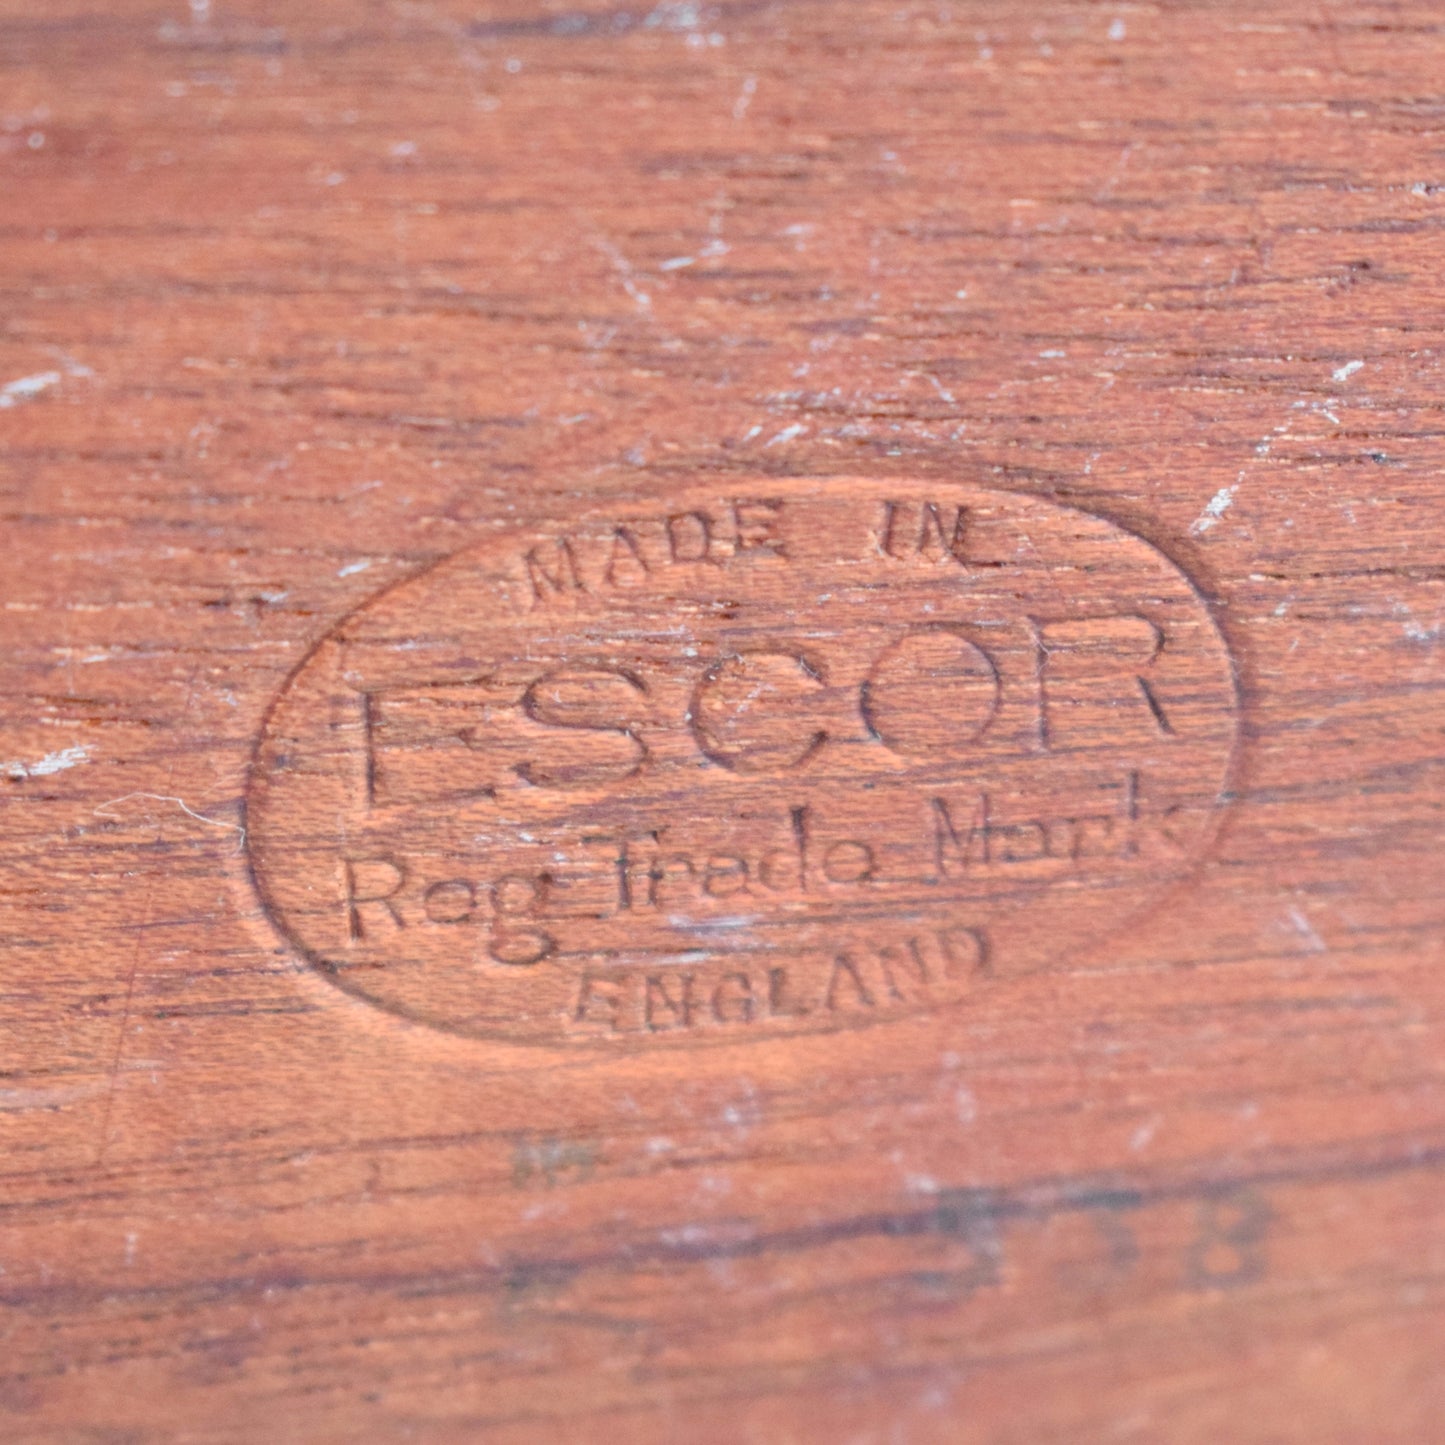 MADE IN
ESCOR
Reg Trade Mark
ENGLAND